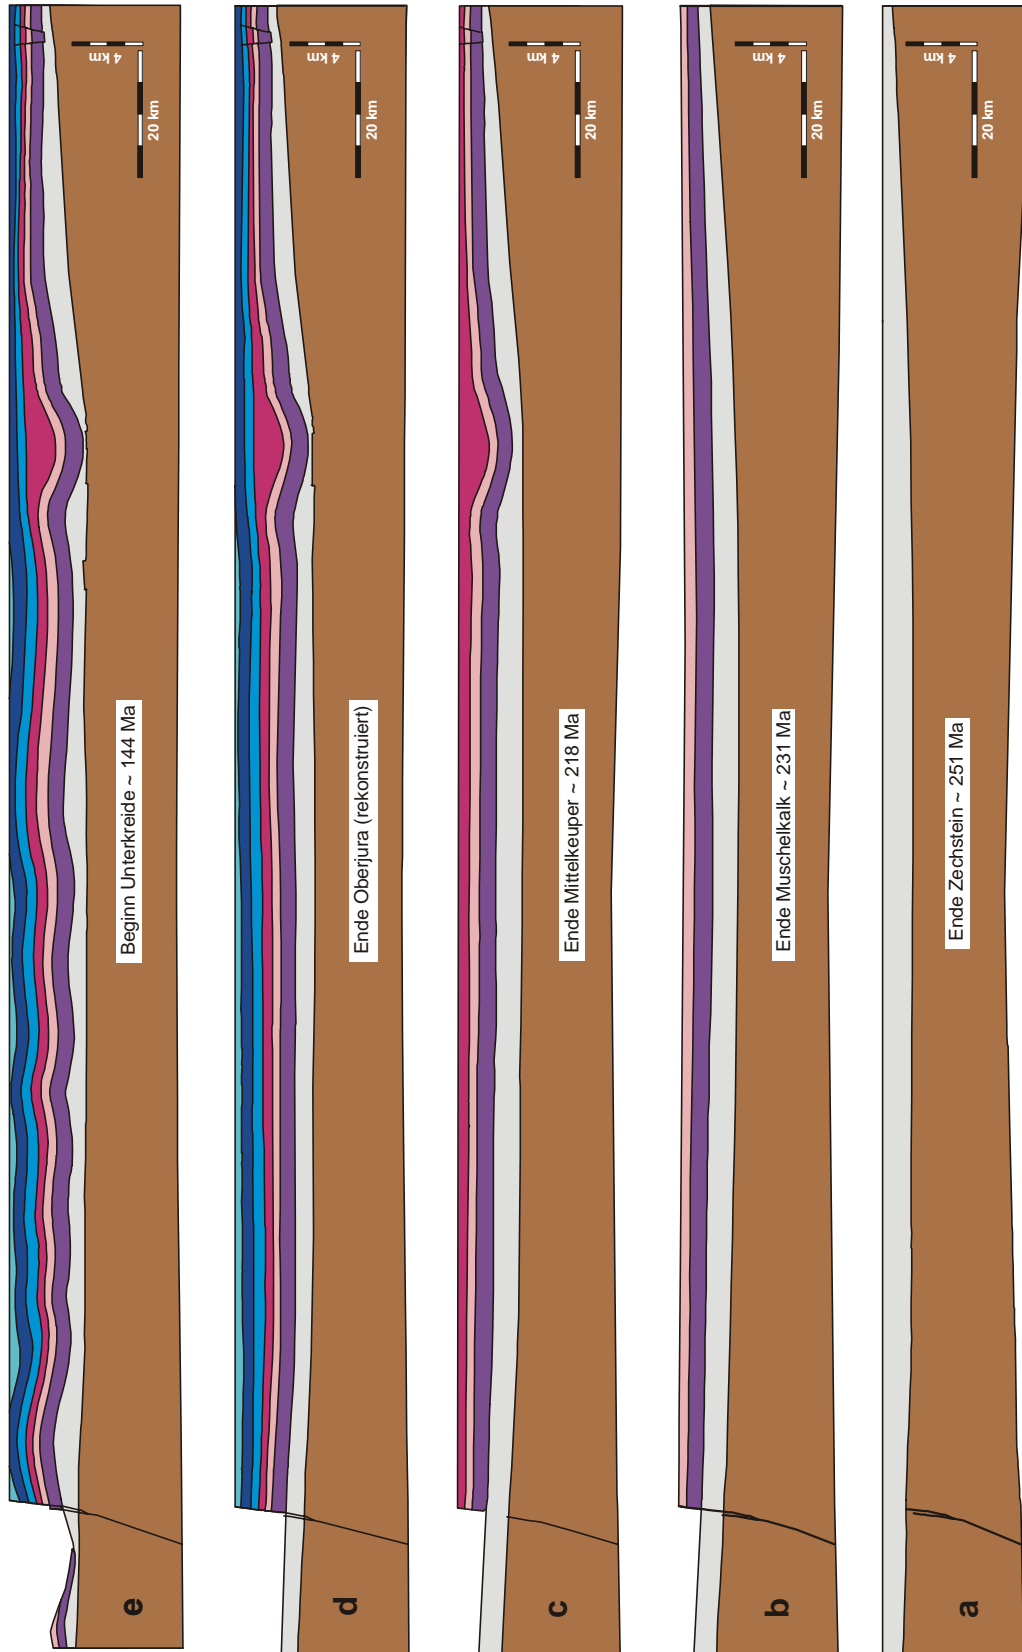 e
Beginn Unterkreide ~ 144 Ma
20 km
4 km
d
Ende Oberjura (rekonstruiert)
20 km
4 km
c
Ende Mittelkeuper ~ 218 Ma
20 km
4 km
b
Ende Muschelkalk ~ 231 Ma
20 km
4 km
a
Ende Zechstein ~ 251 Ma
20 km
4 km